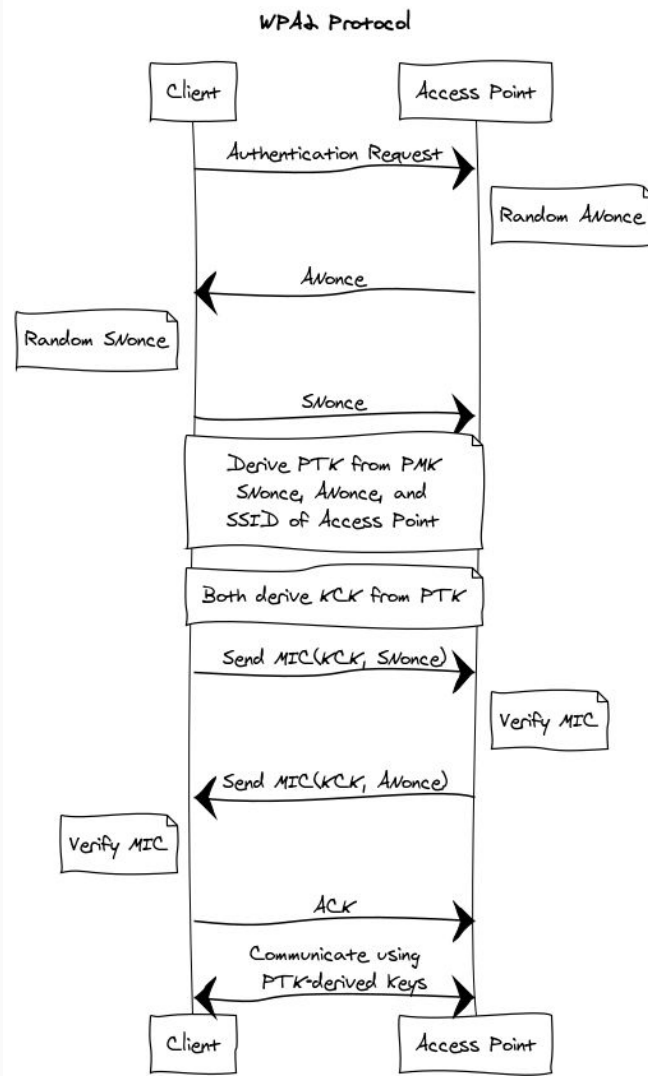 WPA2 Protocol
Client
Access Point
Authentication Request
Random ANonce
ANonce
Random SNonce
SNonce
Derive PTK from PMK
SNonce, ANonce, and
SSID of Access Point
Both derive KCK from PTK
Send MIC(KCK, SNonce)
Verify MIC
Send MIC(KCK, ANonce)
Verify MIC
ACK
Communicate using
PTK-derived keys
Client
Access Point